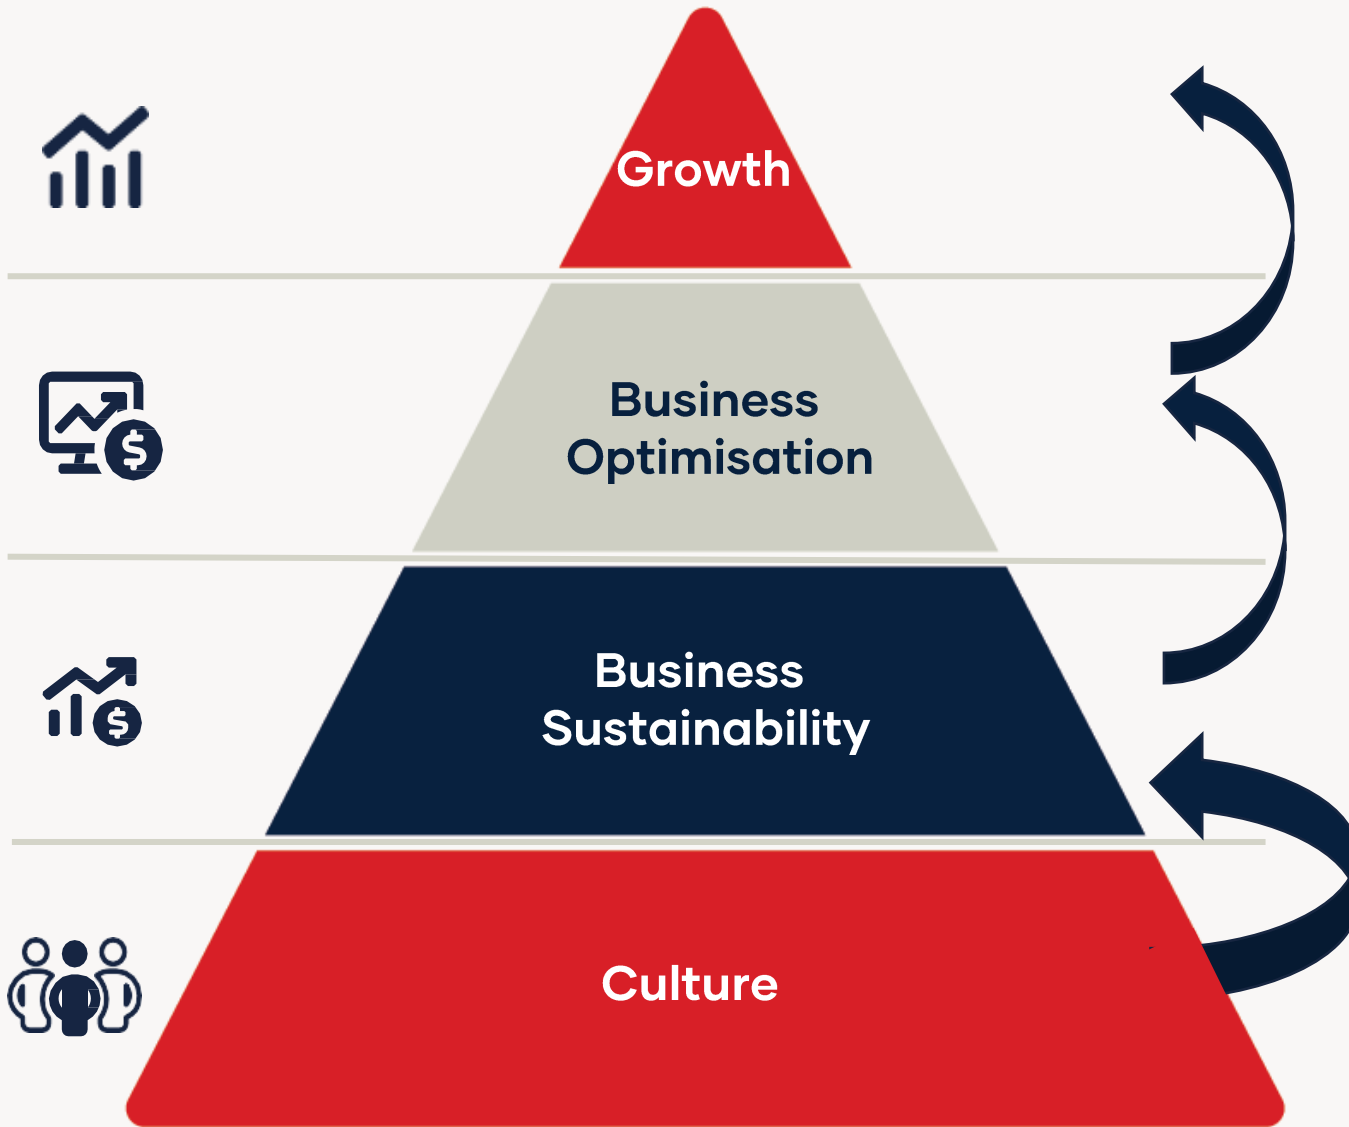 Growth
Business
Optimisation
Business
Sustainability
Culture
$
$